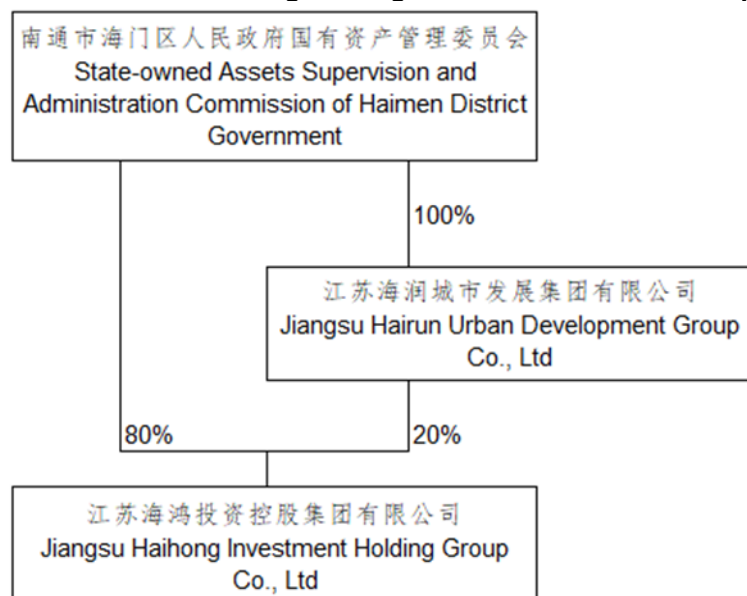 南通市海门区人民政府国有资产管理委员会
State-owned Assets Supervision and
Administration Commission of Haimen District
Government
100%
江苏海润城市发展集团有限公司
Jiangsu Hairun Urban Development Group
Co., Ltd
80%
20%
江苏海鸿投资控股集团有限公司
Jiangsu Haihong Investment Holding Group
Co., Ltd